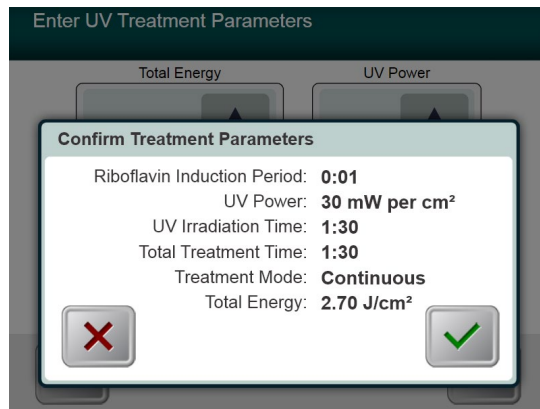 Enter UV Treatment Parameters
Total Energy UV Power
Confirm Treatment Parameters
Riboflavin Induction Period: 0:01
UV Power: 30 mW per cm²
UV Irradiation Time: 1:30
Total Treatment Time: 1:30
Treatment Mode: Continuous
Total Energy: 2.70 J/cm²